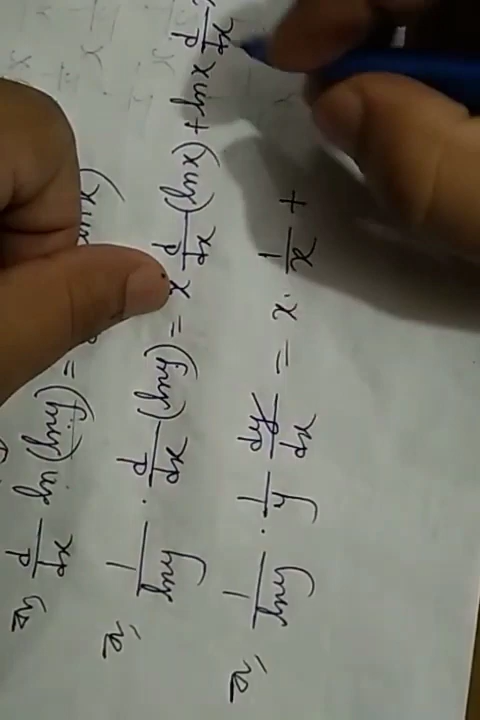 বা, d/dx ln(lny) =
বা, 1/lny · d/dx (lny) = x d/dx (lnx) + lnx d/dx
বা, 1/lny · 1/y dy/dx = x · 1/x +